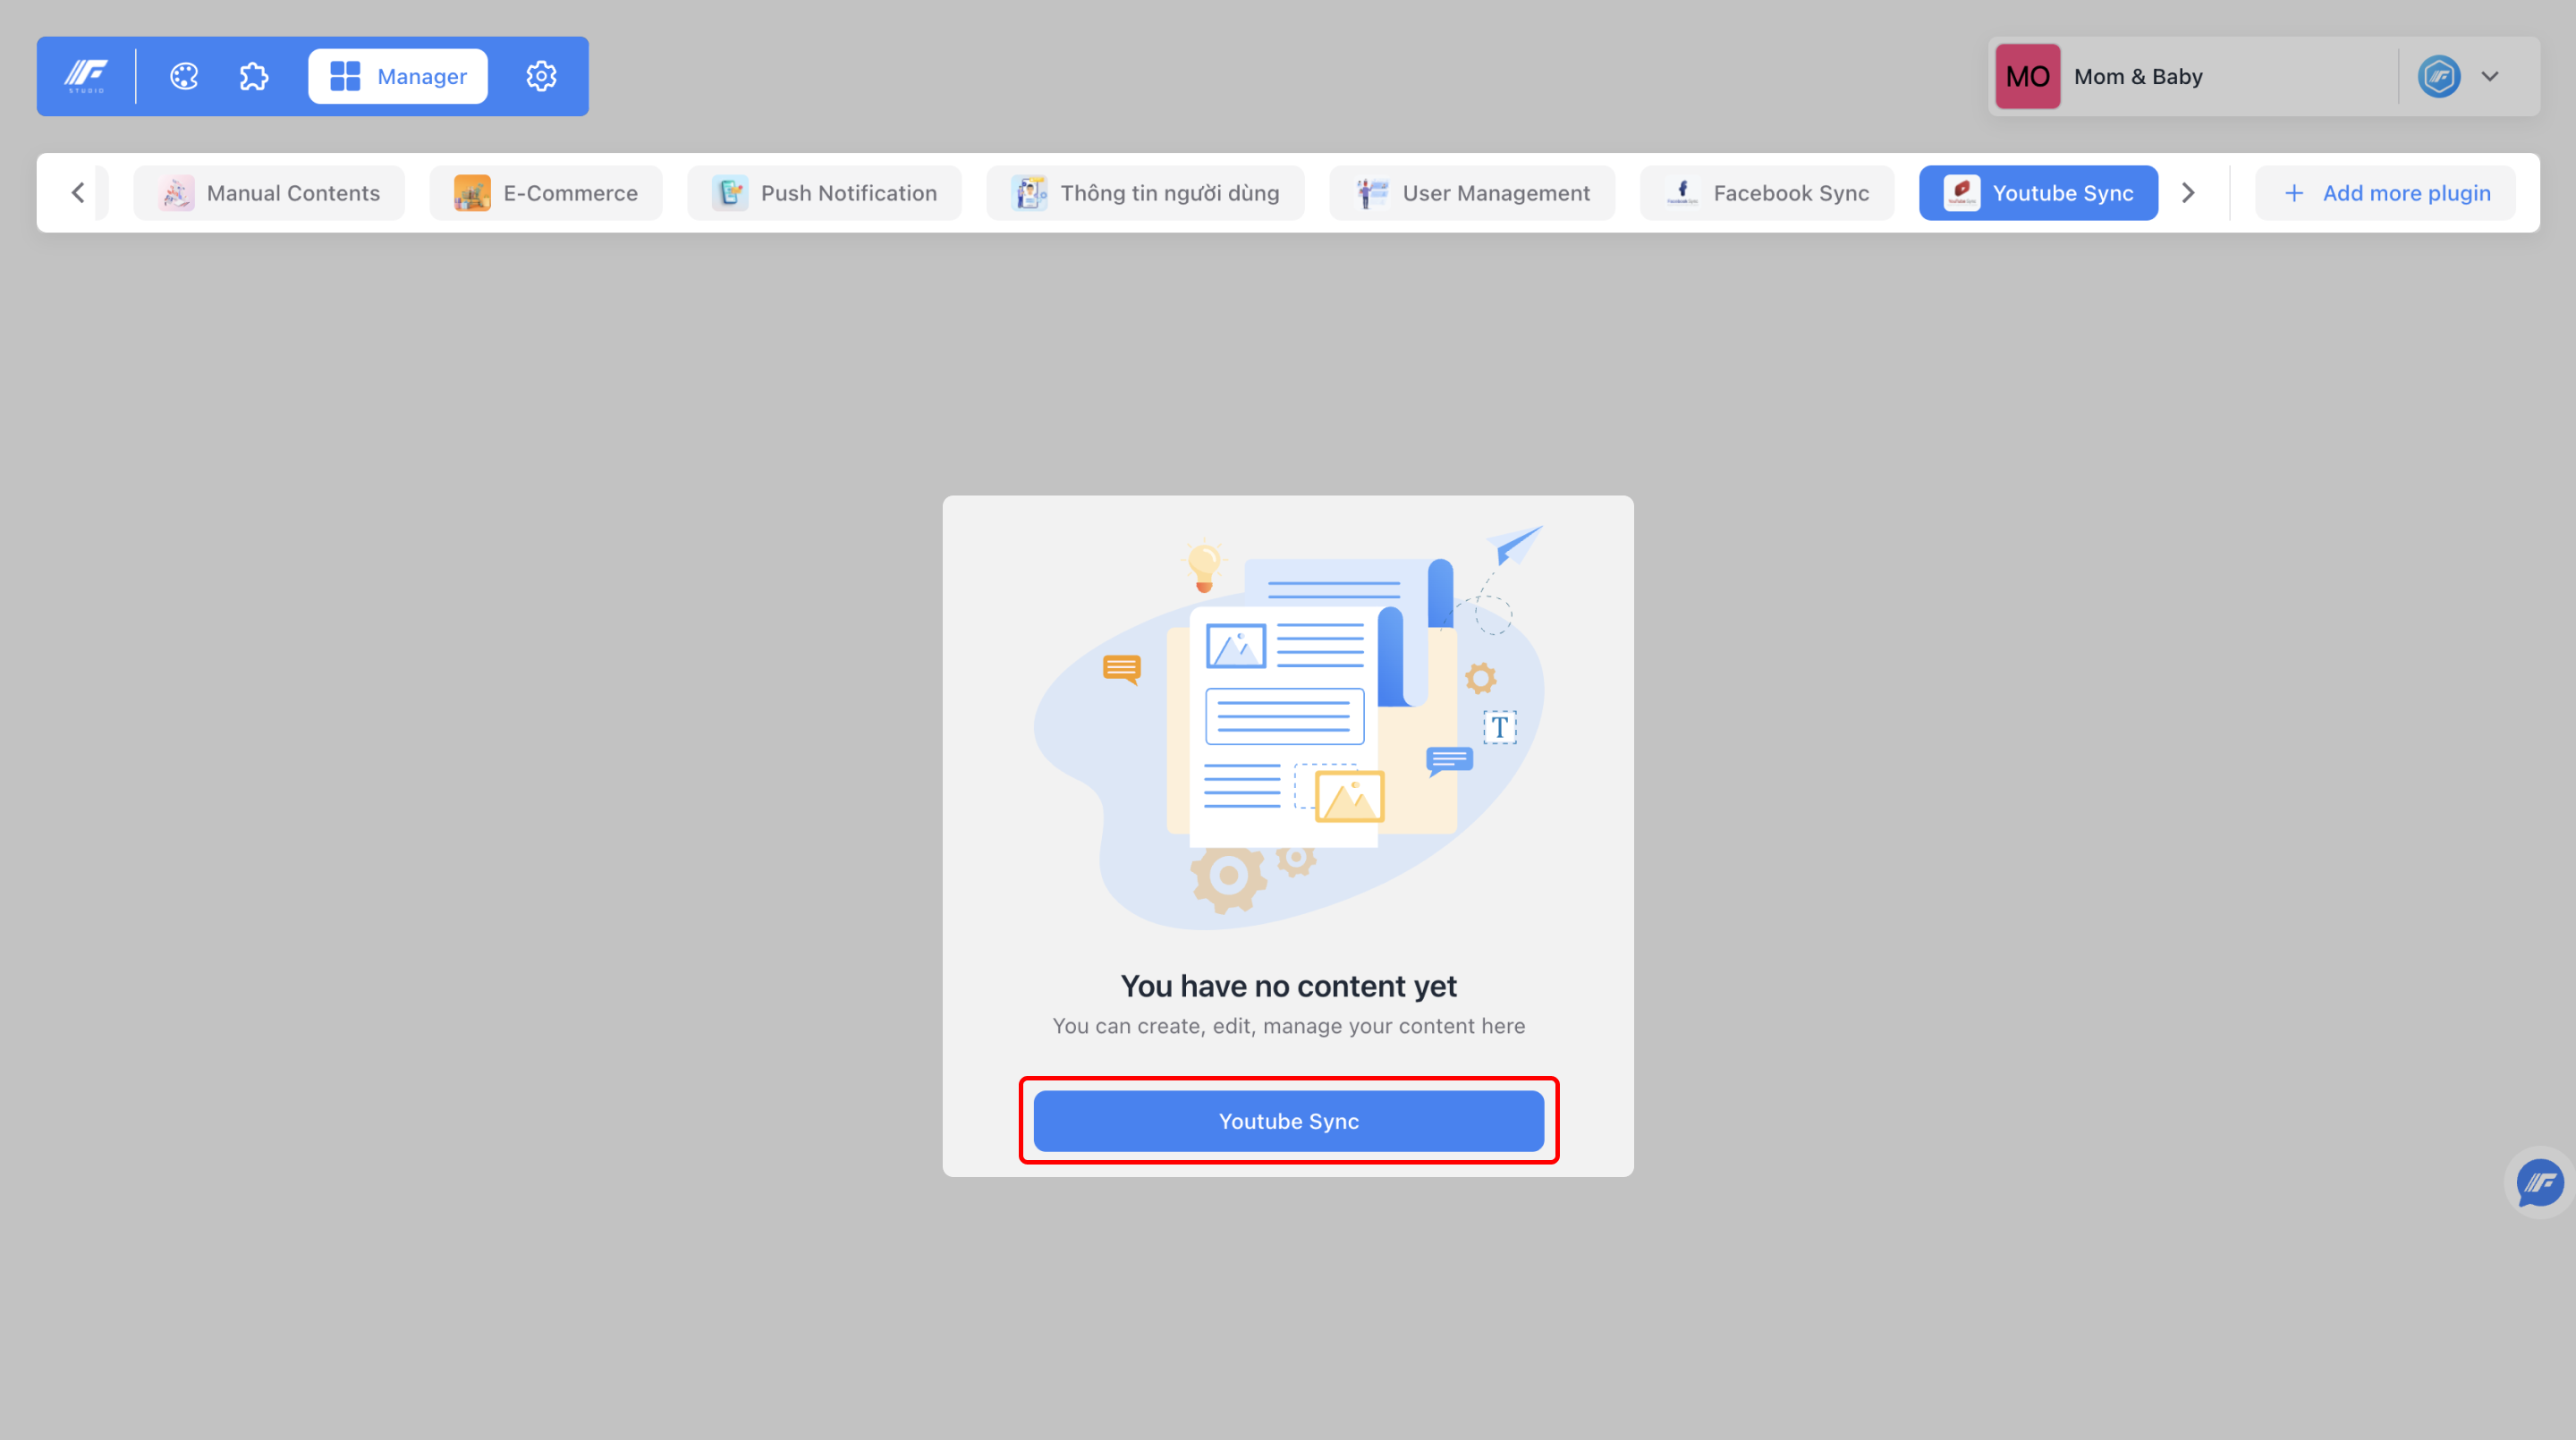 STUDIO
Manager
MO
Mom & Baby
Manual Contents
E-Commerce
Push Notification
Thông tin người dùng
User Management
Facebook Sync
Youtube Sync
Add more plugin
T
You have no content yet
You can create, edit, manage your content here
Youtube Sync